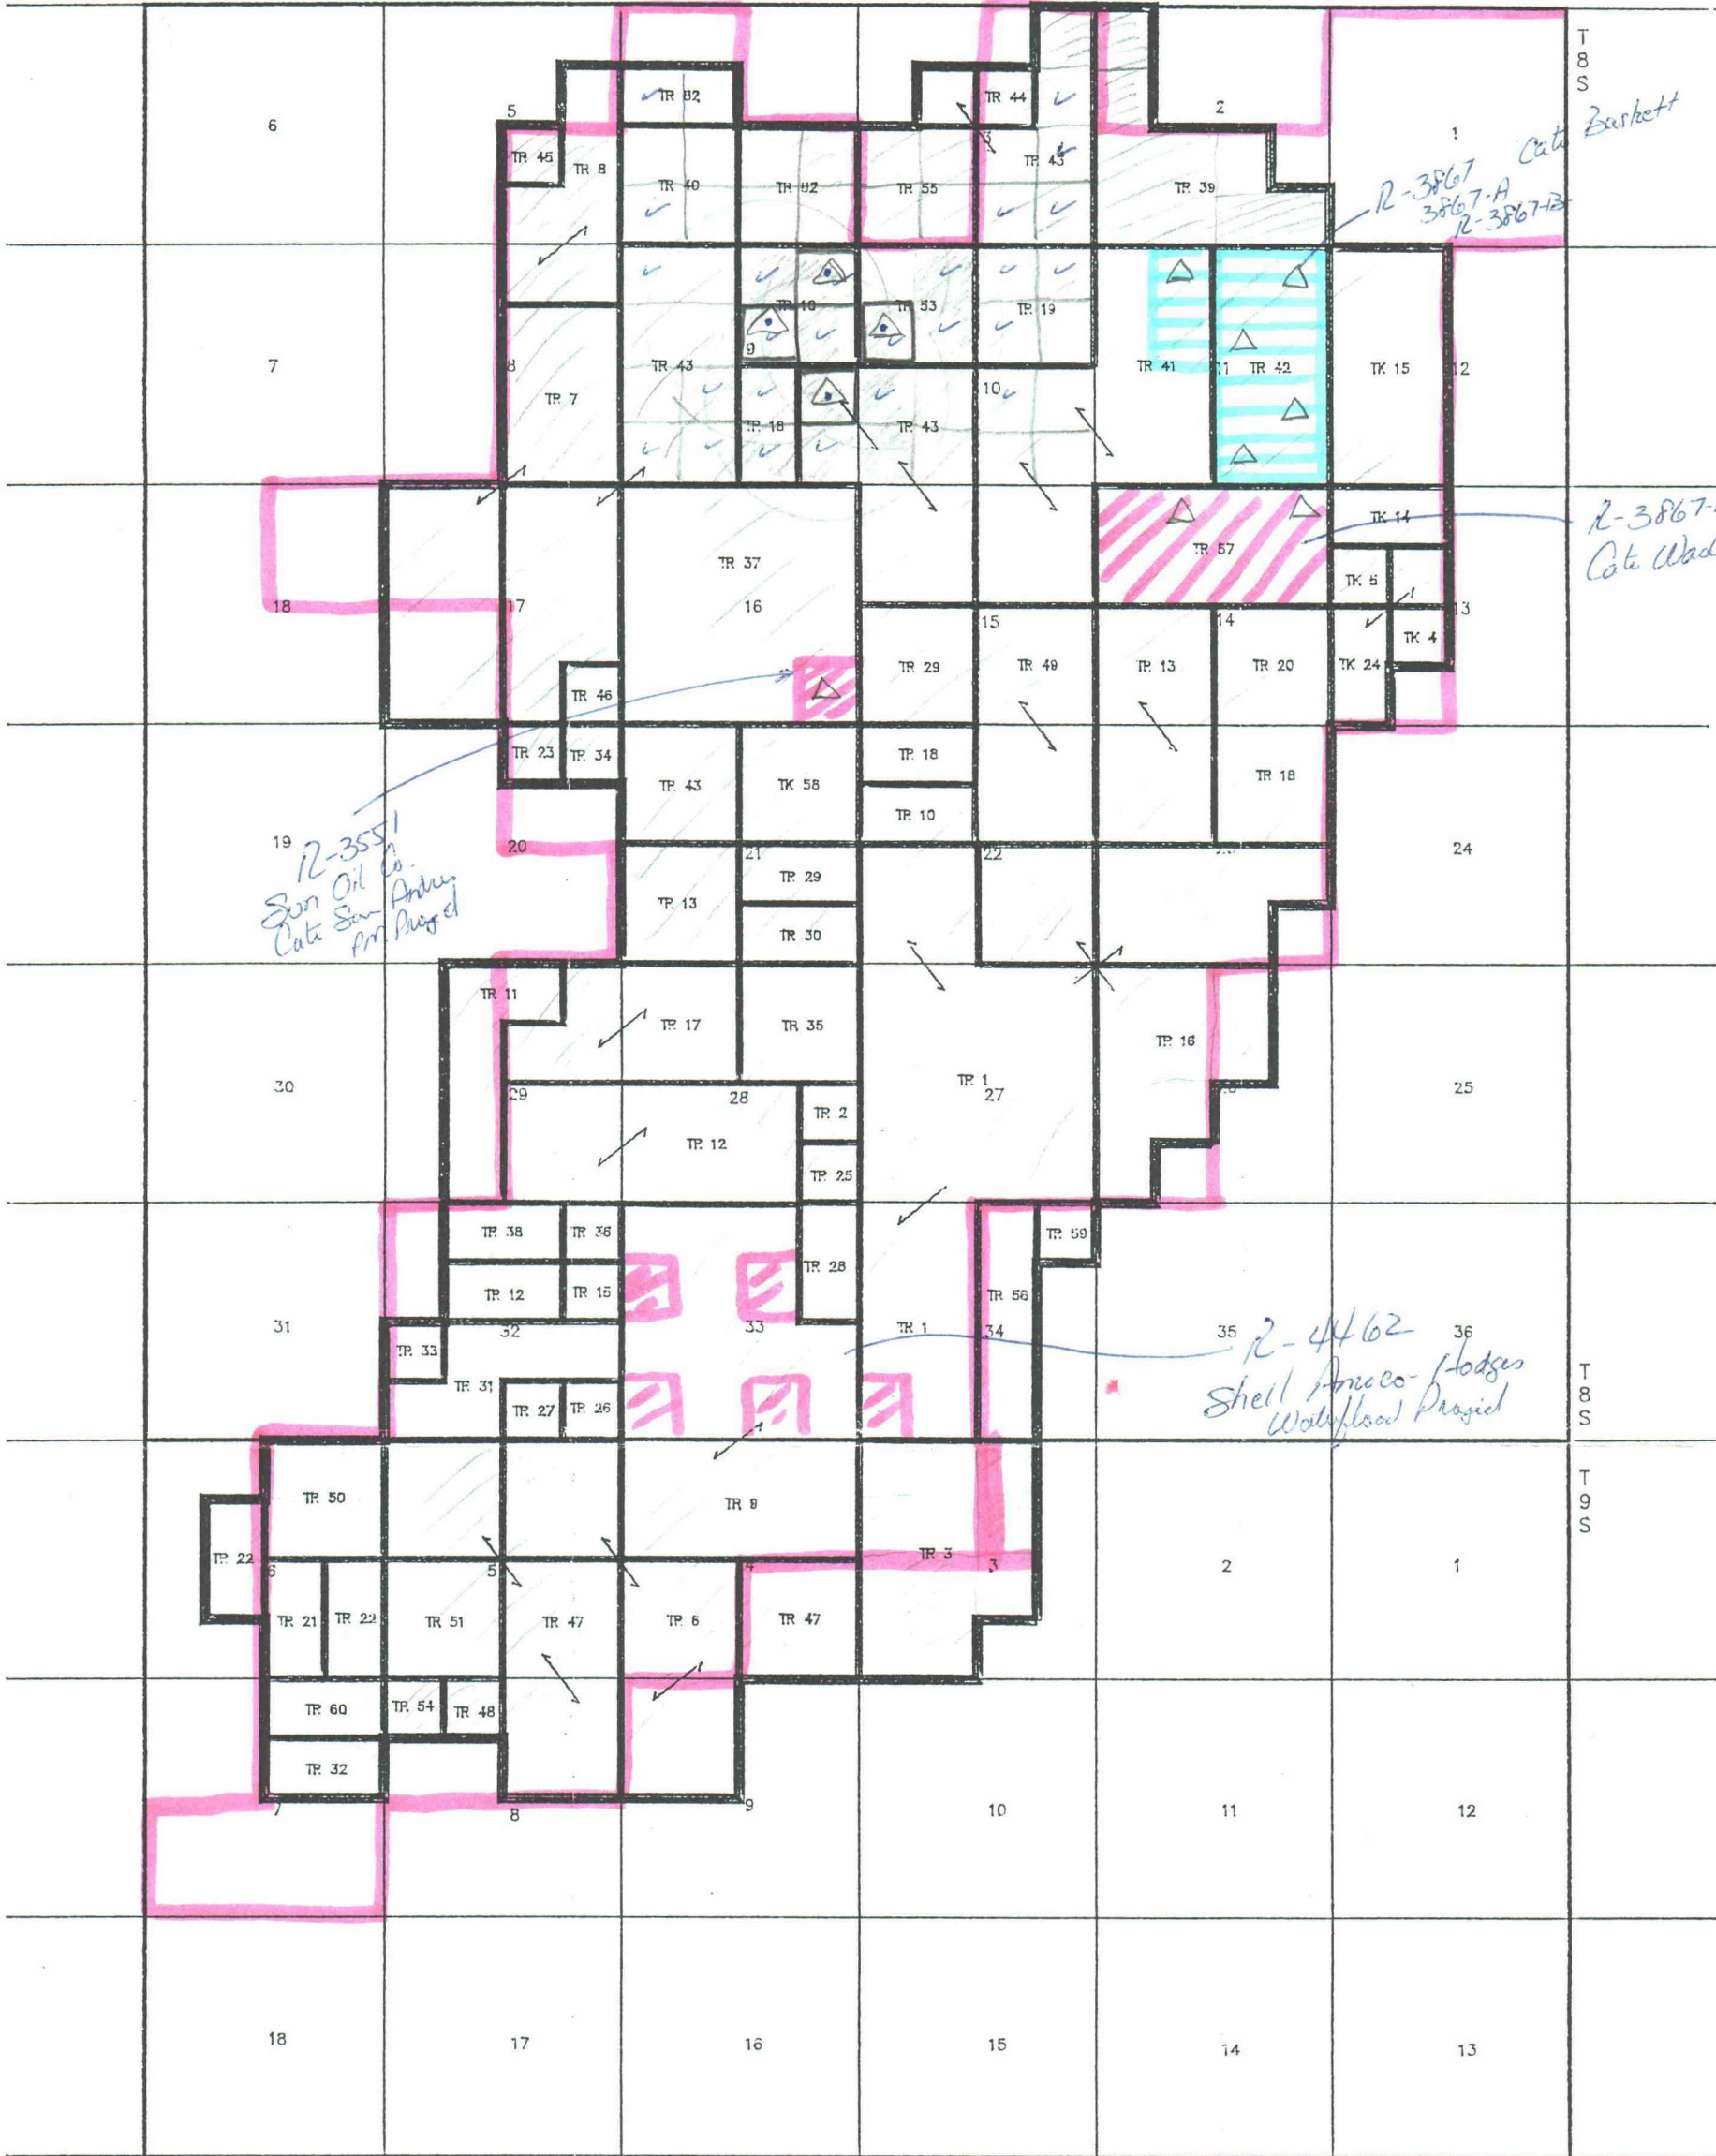 T
8
S
6
5
TR 62
TR 44
2
1
Cato Baskett
TR 45
TR 8
TR 40
TR 62
TR 55
3
TR 43
TR 39
R-3867
3867-A
R-3867-B
7
8
TR 43
TR 10
TR 53
TR 19
9
TR 7
TR 18
TR 43
10
TR 41
11
TR 42
TK 15
12
TR 37
TR 57
TK 14
R-3867-
TK 5
18
17
16
15
14
13
TR 29
TR 49
TR 13
TR 20
TK 24
TK 4
TR 46
TR 23
TR 34
TR 43
TK 58
TR 18
TR 10
TR 18
R-3551
Sun Oil Co.
Cato San Andres
PM Project
19
20
21
22
24
TR 13
TR 29
TR 30
TR 11
TR 17
TR 35
TR 16
30
29
28
TR 1
27
25
TR 12
TR 2
TR 25
TR 38
TR 36
TR 59
TR 12
TR 15
TR 28
TR 56
31
32
33
TR 1
34
35
36
TR 33
TR 31
TR 27
TR 26
R-4462
Shell Amoco-Hodges
Waterflood Project
T
8
S
T
9
S
TR 50
TR 9
TR 22
6
5
4
TR 3
3
2
1
TR 21
TR 22
TR 51
TR 47
TR 6
TR 47
TR 60
TR 54
TR 48
TR 32
7
8
9
10
11
12
18
17
16
15
14
13